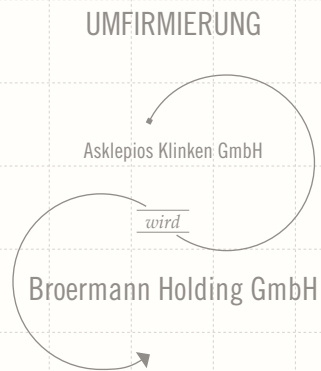 UMFIRMIERUNG
Asklepios Klinken GmbH
wird
Broermann Holding GmbH